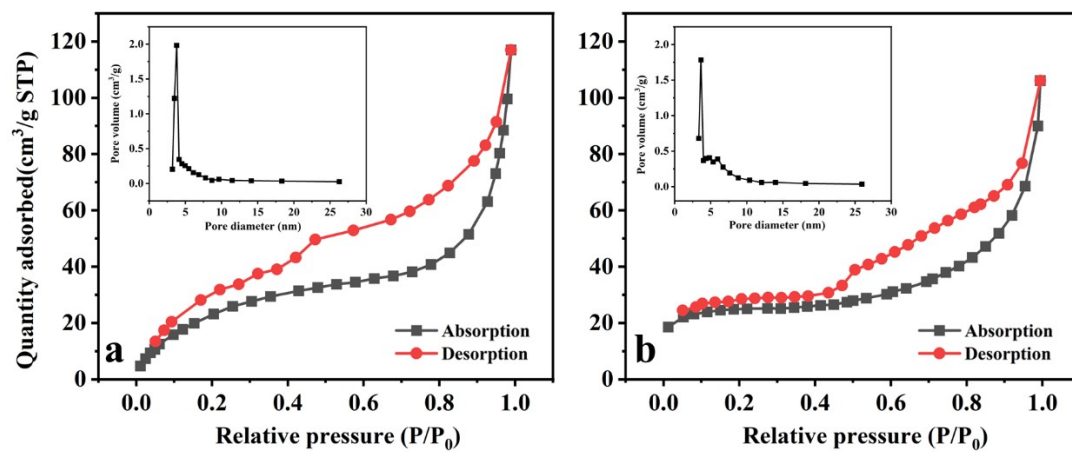 Quantity adsorbed(cm³/g STP)
120
100
80
60
40
20
0
0.0 0.2 0.4 0.6 0.8 1.0
Relative pressure (P/P₀)
a
Absorption
Desorption
Pore volume (cm³/g)
2.0
1.5
1.0
0.5
0.0
0 5 10 15 20 25 30
Pore diameter (nm)
120
100
80
60
40
20
0
0.0 0.2 0.4 0.6 0.8 1.0
Relative pressure (P/P₀)
b
Absorption
Desorption
Pore volume (cm³/g)
2.0
1.5
1.0
0.5
0.0
0 5 10 15 20 25 30
Pore diameter (nm)